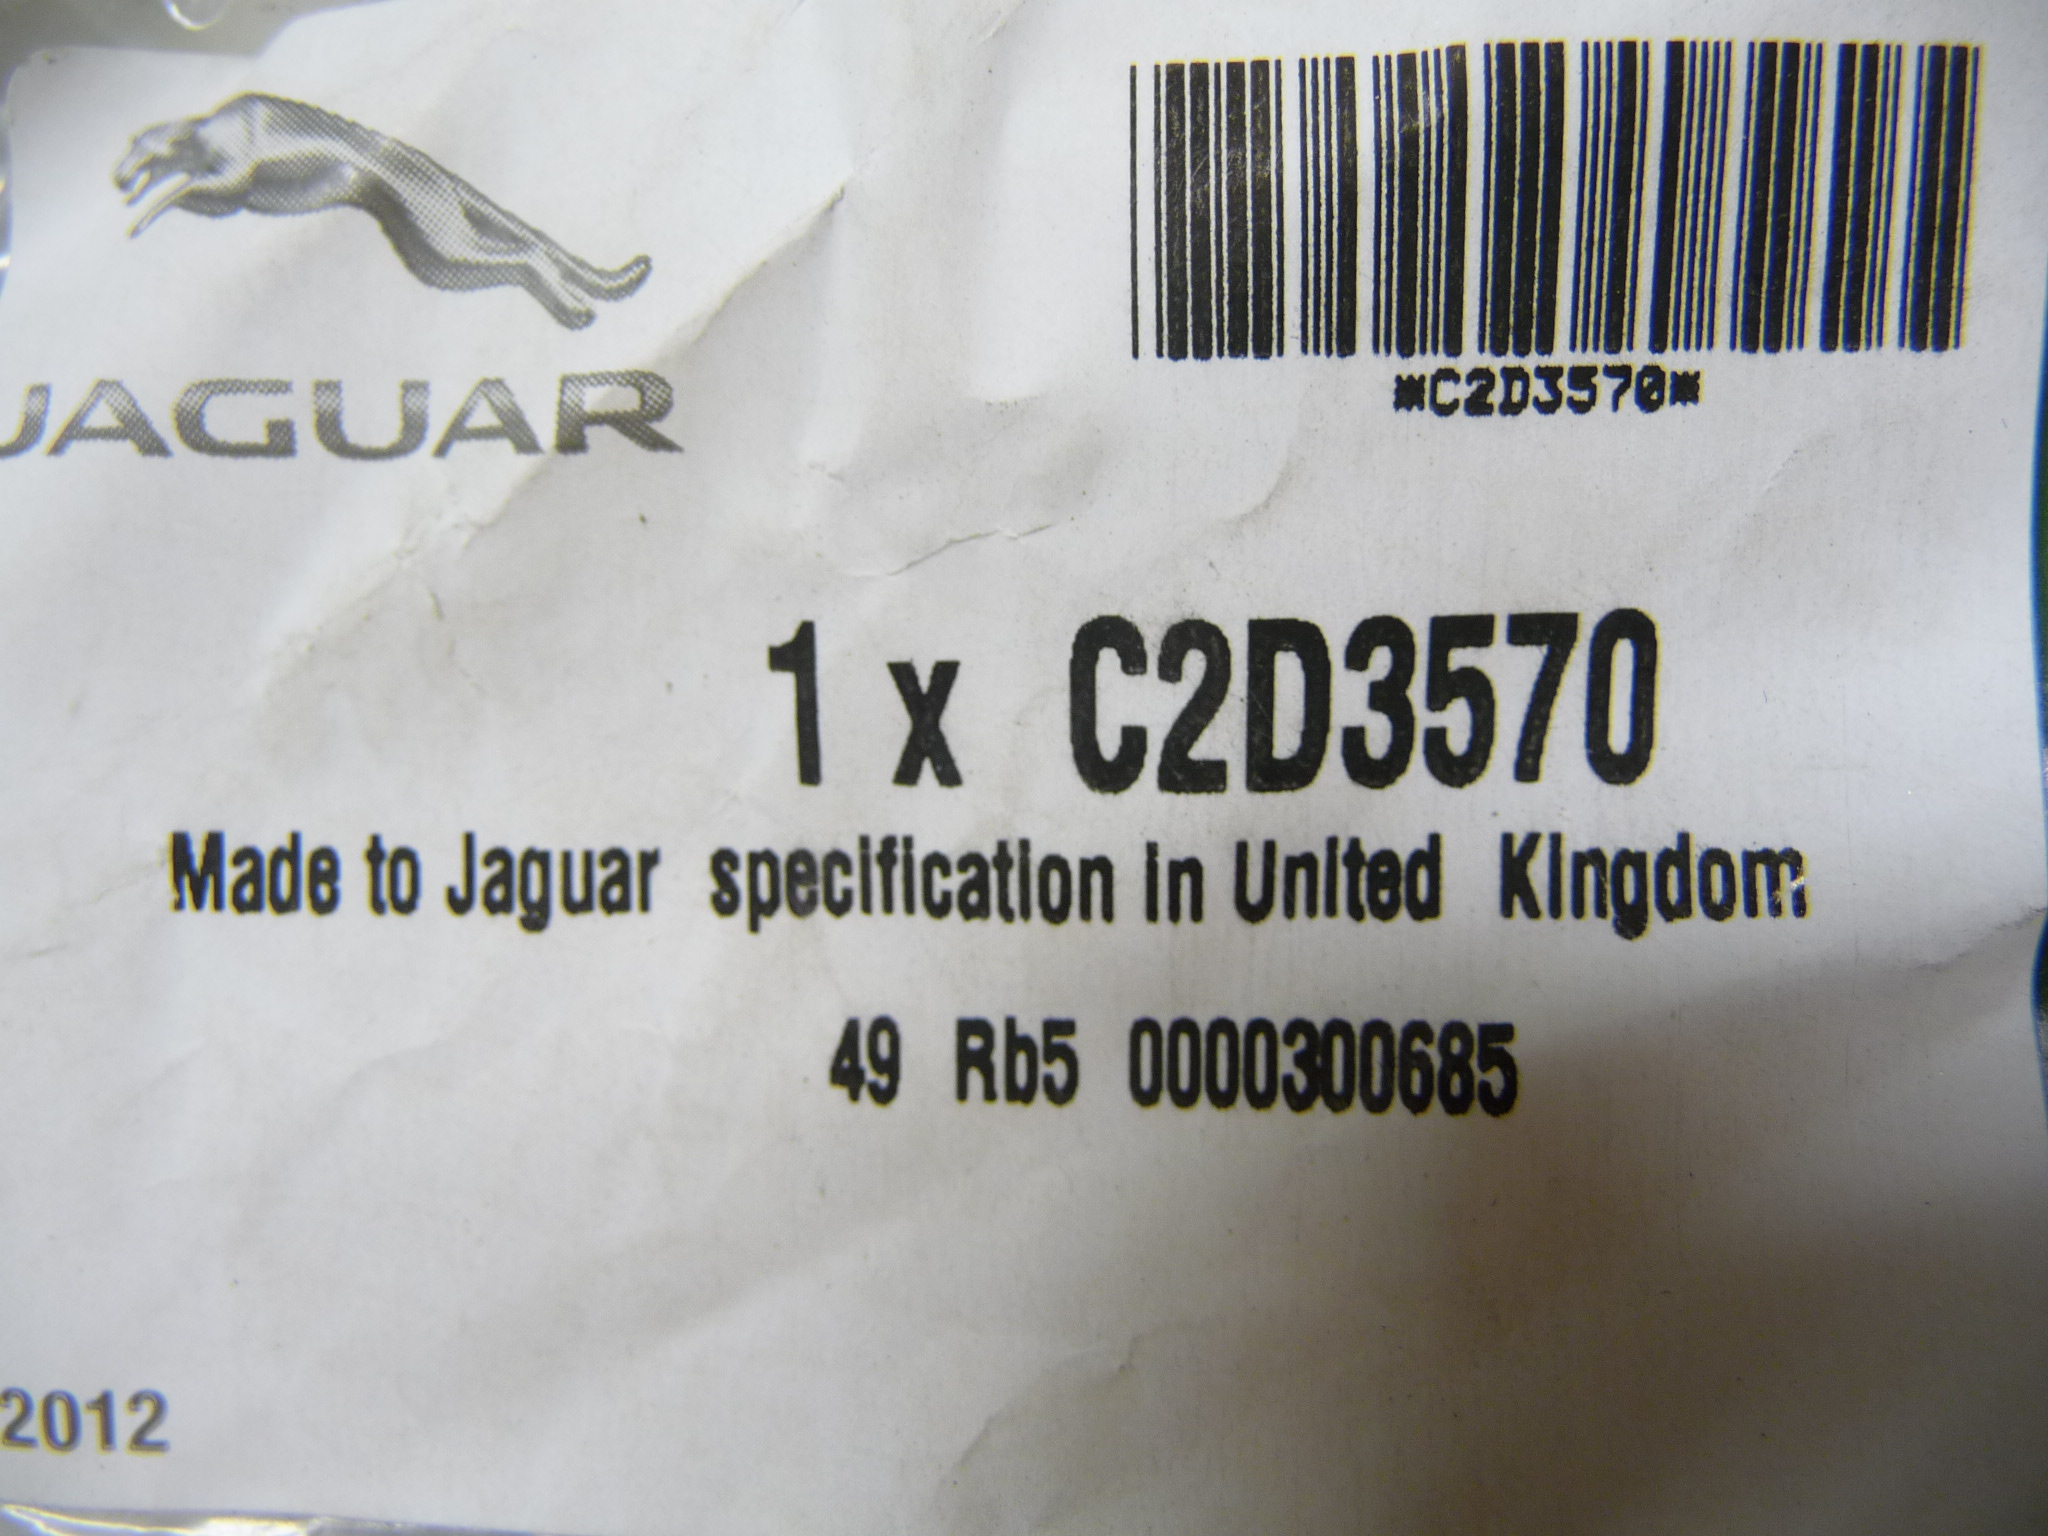 JAGUAR
*C2D3570*
1 x C2D3570
Made to Jaguar specification in United Kingdom
49 Rb5 0000300685
2012